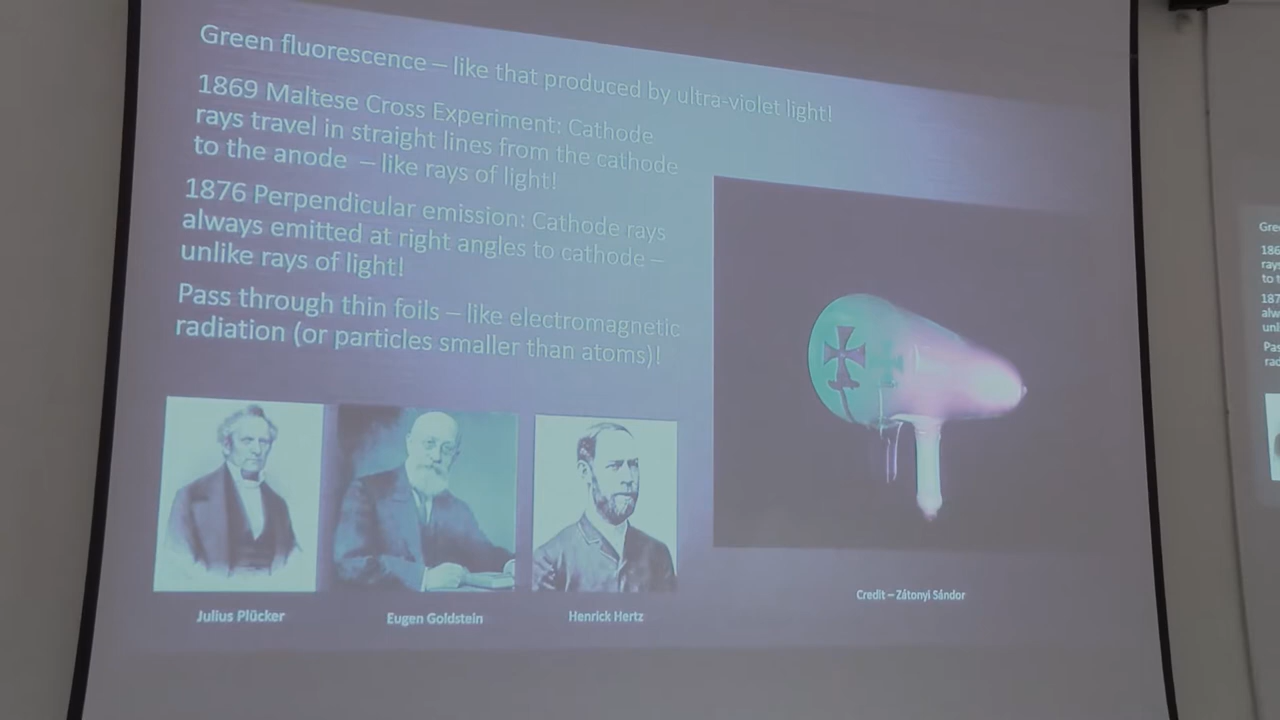 Green fluorescence – like that produced by ultra-violet light!
1869 Maltese Cross Experiment: Cathode
rays travel in straight lines from the cathode
to the anode – like rays of light!
1876 Perpendicular emission: Cathode rays
always emitted at right angles to cathode –
unlike rays of light!
Pass through thin foils – like electromagnetic
radiation (or particles smaller than atoms)!
Julius Plücker
Eugen Goldstein
Henrick Hertz
Credit – Zátonyi Sándor